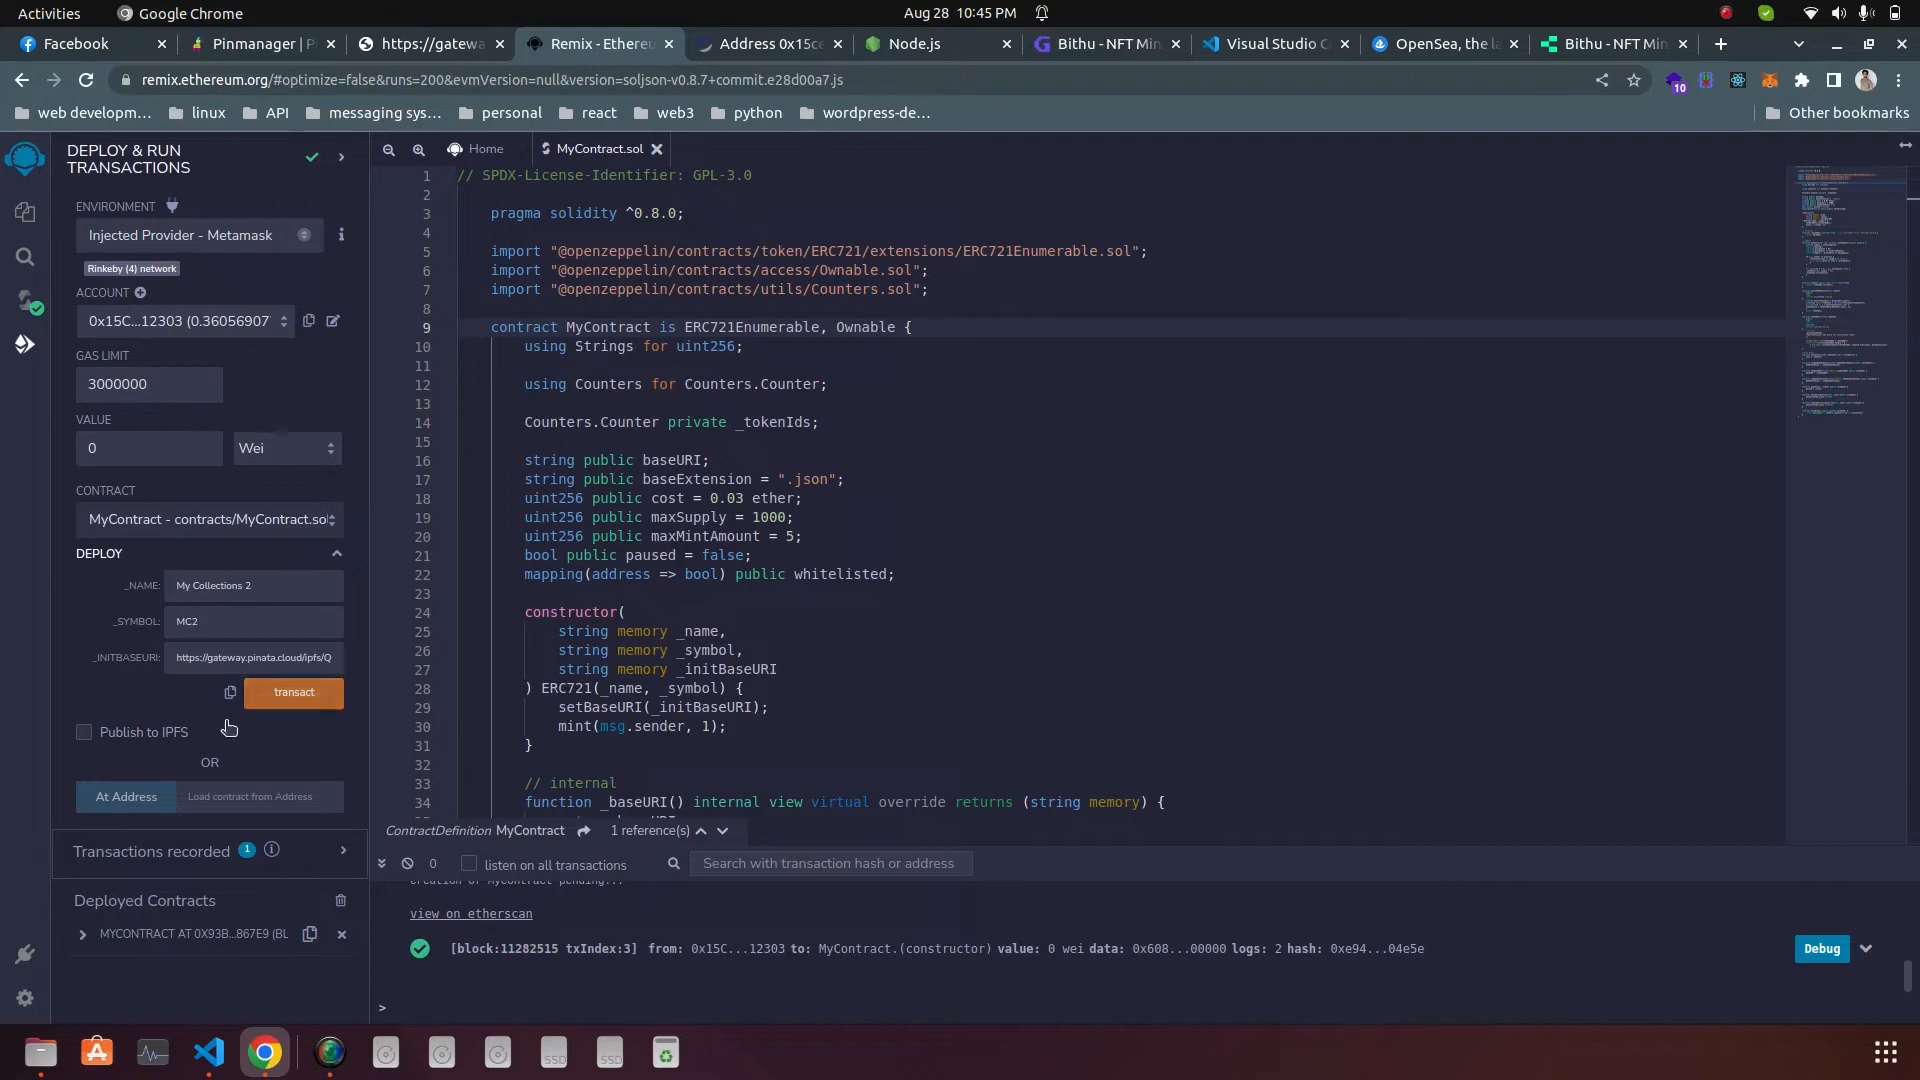 Activities
Google Chrome
Aug 28 10:45 PM
Facebook
Pinmanager | P
https://gatew
Remix - Ethereu
Address 0x15c
Node.js
Bithu - NFT Min
Visual Studio C
OpenSea, the la
Bithu - NFT Min
remix.ethereum.org/#optimize=false&runs=200&evmVersion=null&version=soljson-v0.8.7+commit.e28d00a7.js
10
web developm...
linux
API
messaging sys...
personal
react
web3
python
wordpress-de...
Other bookmarks
DEPLOY & RUN
TRANSACTIONS
ENVIRONMENT
Injected Provider - Metamask
Rinkeby (4) network
ACCOUNT
0x15C...12303 (0.36056907
GAS LIMIT
3000000
VALUE
0
Wei
CONTRACT
MyContract - contracts/MyContract.sol
DEPLOY
_NAME: My Collections 2
_SYMBOL: MC2
_INITBASEURI: https://gateway.pinata.cloud/ipfs/Q
transact
Publish to IPFS
OR
At Address
Load contract from Address
Transactions recorded 1
Deployed Contracts
MYCONTRACT AT 0X93B...867E9 (BL
Home
MyContract.sol
1 // SPDX-License-Identifier: GPL-3.0
2
3 pragma solidity ^0.8.0;
4
5 import "@openzeppelin/contracts/token/ERC721/extensions/ERC721Enumerable.sol";
6 import "@openzeppelin/contracts/access/Ownable.sol";
7 import "@openzeppelin/contracts/utils/Counters.sol";
8
9 contract MyContract is ERC721Enumerable, Ownable {
10 using Strings for uint256;
11
12 using Counters for Counters.Counter;
13
14 Counters.Counter private _tokenIds;
15
16 string public baseURI;
17 string public baseExtension = ".json";
18 uint256 public cost = 0.03 ether;
19 uint256 public maxSupply = 1000;
20 uint256 public maxMintAmount = 5;
21 bool public paused = false;
22 mapping(address => bool) public whitelisted;
23
24 constructor(
25 string memory _name,
26 string memory _symbol,
27 string memory _initBaseURI
28 ) ERC721(_name, _symbol) {
29 setBaseURI(_initBaseURI);
30 mint(msg.sender, 1);
31 }
32
33 // internal
34 function _baseURI() internal view virtual override returns (string memory) {
ContractDefinition MyContract
1 reference(s)
0
listen on all transactions
Search with transaction hash or address
creation of MyContract pending...
view on etherscan
[block:11282515 txIndex:3] from: 0x15C...12303 to: MyContract.(constructor) value: 0 wei data: 0x608...00000 logs: 2 hash: 0xe94...04e5e
Debug
>
SSD
SSD